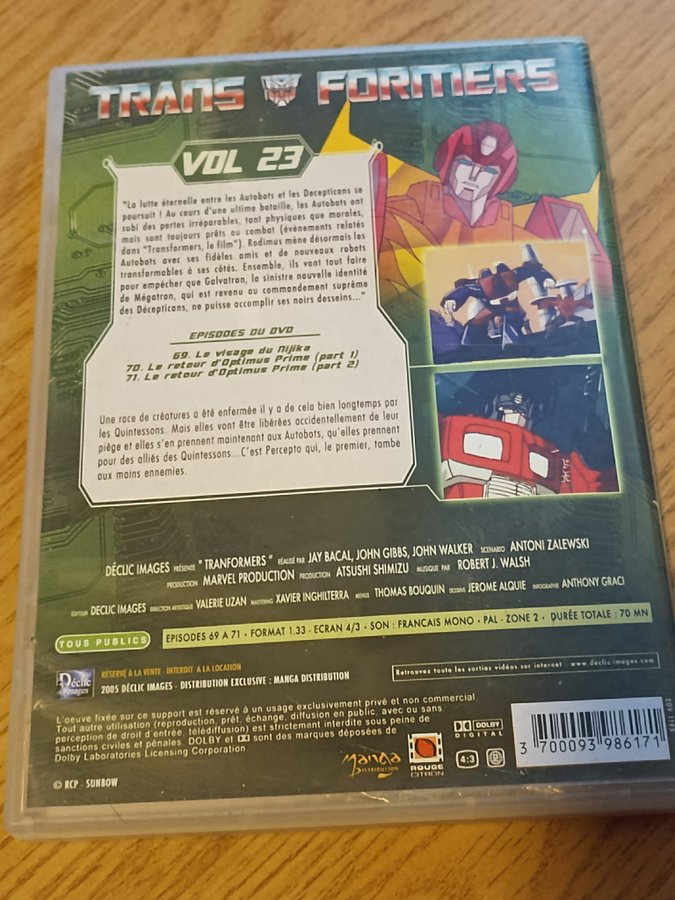 TRANS FORMERS
VOL 23
"La lutte éternelle entre les Autobots et les Decepticans se
poursuit ! Au cours d'une ultime bataille, les Autobots ont
subi des pertes irréparables, tant physiques que morales,
mais sont toujours prêts au combat (événements relatés
dans "Transformers, le film"). Rodimus mène désormais les
Autobots avec ses fidèles amis et de nouveaux robots
transformables à ses côtés. Ensemble, ils vont tout faire
pour empêcher que Galvatron, la sinistre nouvelle identité
de Mégatron, qui est revenu au commandement suprême
des Décepticans, ne puisse accomplir ses noirs desseins..."
EPISODES DU DVD
69. Le visage du Nijika
70. Le retour d'Optimus Prime (part 1)
71. Le retour d'Optimus Prime (part 2)
Une race de créatures a été enfermée il y a de cela bien longtemps par
les Quintessons. Mais elles vont être libérées accidentellement de leur
piège et elles s'en prennent maintenant aux Autobots, qu'elles prennent
pour des alliés des Quintessons...C'est Percepto qui, le premier, tombe
aux mains ennemies.
DÉCLIC IMAGES PRÉSENTE "TRANFORMERS" RÉALISÉ PAR JAY BACAL, JOHN GIBBS, JOHN WALKER SCENARIO ANTONI ZALEWSKI
PRODUCTION MARVEL PRODUCTION PRODUCTION ATSUSHI SHIMIZU MUSIQUE PAR ROBERT J. WALSH
EDITEUR DECLIC IMAGES DIRECTION ARTISTIQUE VALERIE UZAN MASTERING XAVIER INGHILTERRA MENUS THOMAS BOUQUIN DESSINS JEROME ALQUIE INFOGRAPHIE ANTHONY GRACI
TOUS PUBLICS
EPISODES 69 A 71 - FORMAT 1.33 - ECRAN 4/3 - SON : FRANCAIS MONO - PAL - ZONE 2 - DURÉE TOTALE : 70 MN
Déclic Images
RÉSERVÉ A LA VENTE - INTERDIT A LA LOCATION
2005 DÉCLIC IMAGES - DISTRIBUTION EXCLUSIVE : MANGA DISTRIBUTION
Retrouvez toute les sorties vidéos sur internet : www.declic-images.com
L'oeuvre fixée sur ce support est réservé à un usage exclusivement privé et non commercial
Tout autre utilisation (reproduction, prêt, échange, diffusion en public, avec ou sans
perception de droit d'entrée, télédiffusion) est strictement interdite sous peine de
sanctions civiles et pénales. DOLBY et DD sont des marques déposées de
Dolby Laboratories Licensing Corporation
Manga DISTRIBUTION
ROUGE CITRON
DOLBY DIGITAL
4:3
2
3 700093 986171
© RCP - SUNBOW